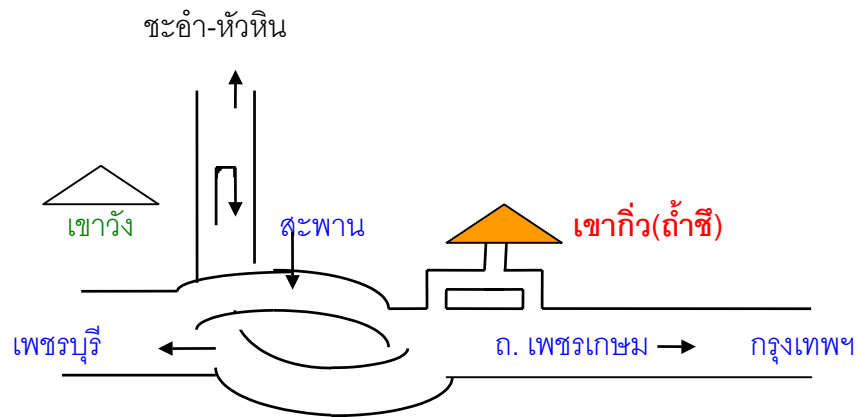 ชะอำ-หัวหิน
เขาวัง
สะพาน
เขากิ่ว(ถ้ำชึ)
เพชรบุรี
ถ. เพชรเกษม
กรุงเทพฯ